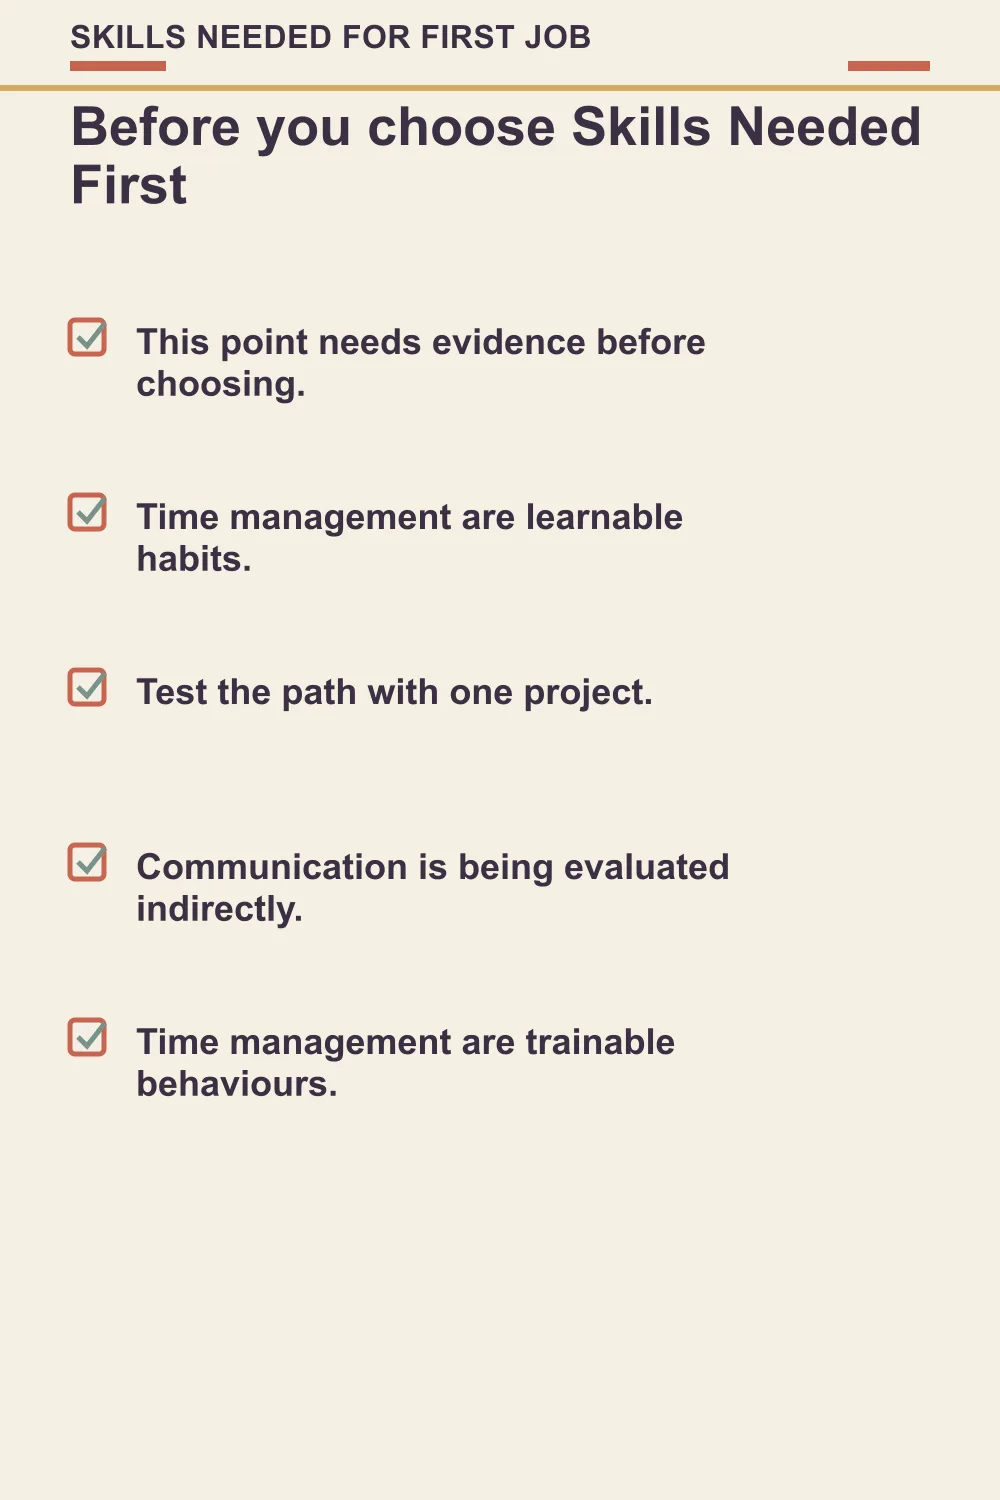 SKILLS NEEDED FOR FIRST JOB
Before you choose Skills Needed
First
This point needs evidence before
choosing.
Time management are learnable
habits.
Test the path with one project.
Communication is being evaluated
indirectly.
Time management are trainable
behaviours.